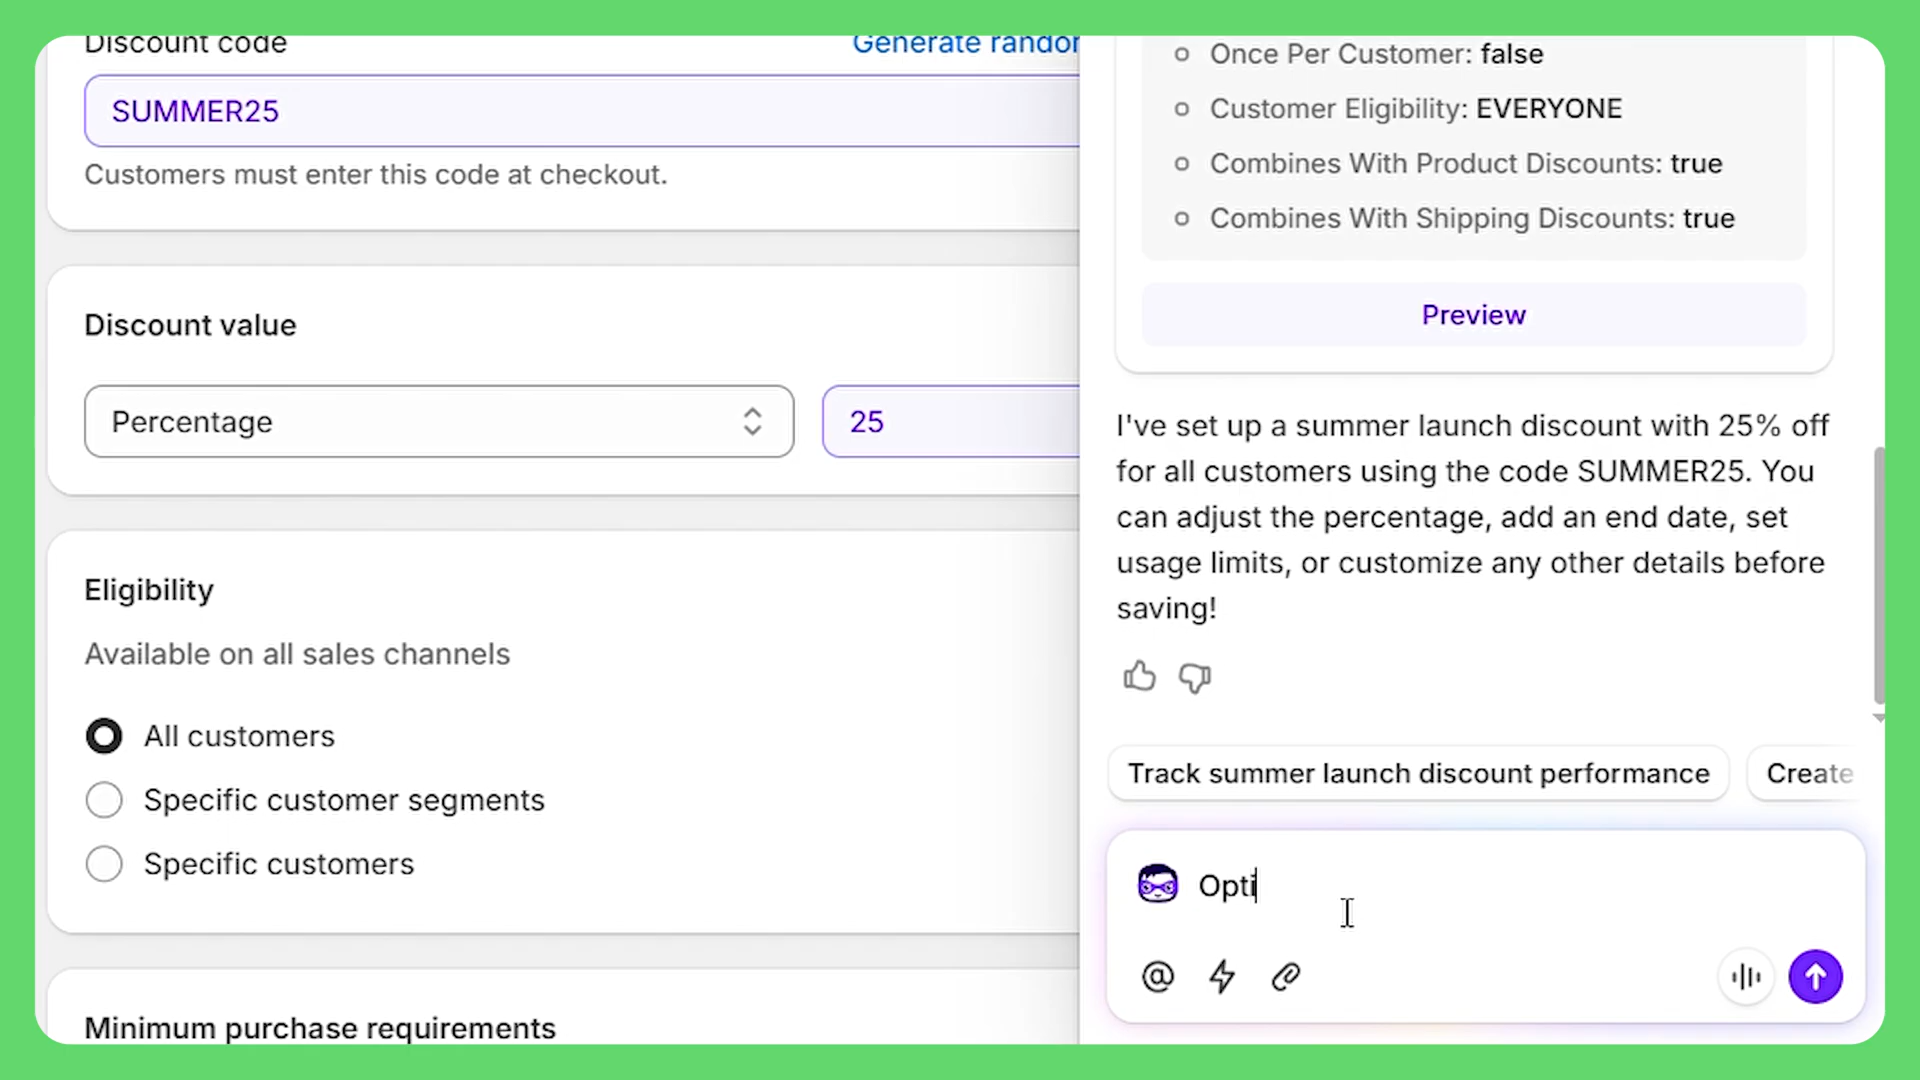 Discount code
Generate random
SUMMER25
Customers must enter this code at checkout.
Discount value
Percentage
25
Eligibility
Available on all sales channels
All customers
Specific customer segments
Specific customers
Minimum purchase requirements
Once Per Customer: false
Customer Eligibility: EVERYONE
Combines With Product Discounts: true
Combines With Shipping Discounts: true
Preview
I've set up a summer launch discount with 25% off
for all customers using the code SUMMER25. You
can adjust the percentage, add an end date, set
usage limits, or customize any other details before
saving!
Track summer launch discount performance
Create
Opti